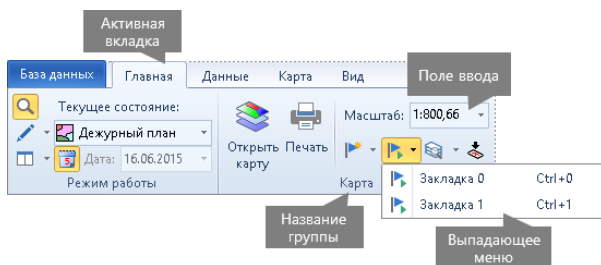 Активная
вкладка
База данных
Главная
Данные
Карта
Вид
Поле ввода
Текущее состояние:
Дежурный план
Дата: 16.06.2015
Режим работы
Открыть
карту
Печать
Масштаб: 1:800,66
Карта
Закладка 0 Ctrl+0
Закладка 1 Ctrl+1
Название
группы
Выпадающее
меню